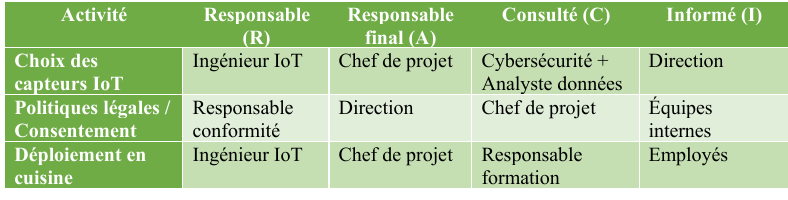 Activité Responsable (R) Responsable final (A) Consulté (C) Informé (I)
Choix des capteurs IoT Ingénieur IoT Chef de projet Cybersécurité + Analyste données Direction
Politiques légales / Consentement Responsable conformité Direction Chef de projet Équipes internes
Déploiement en cuisine Ingénieur IoT Chef de projet Responsable formation Employés